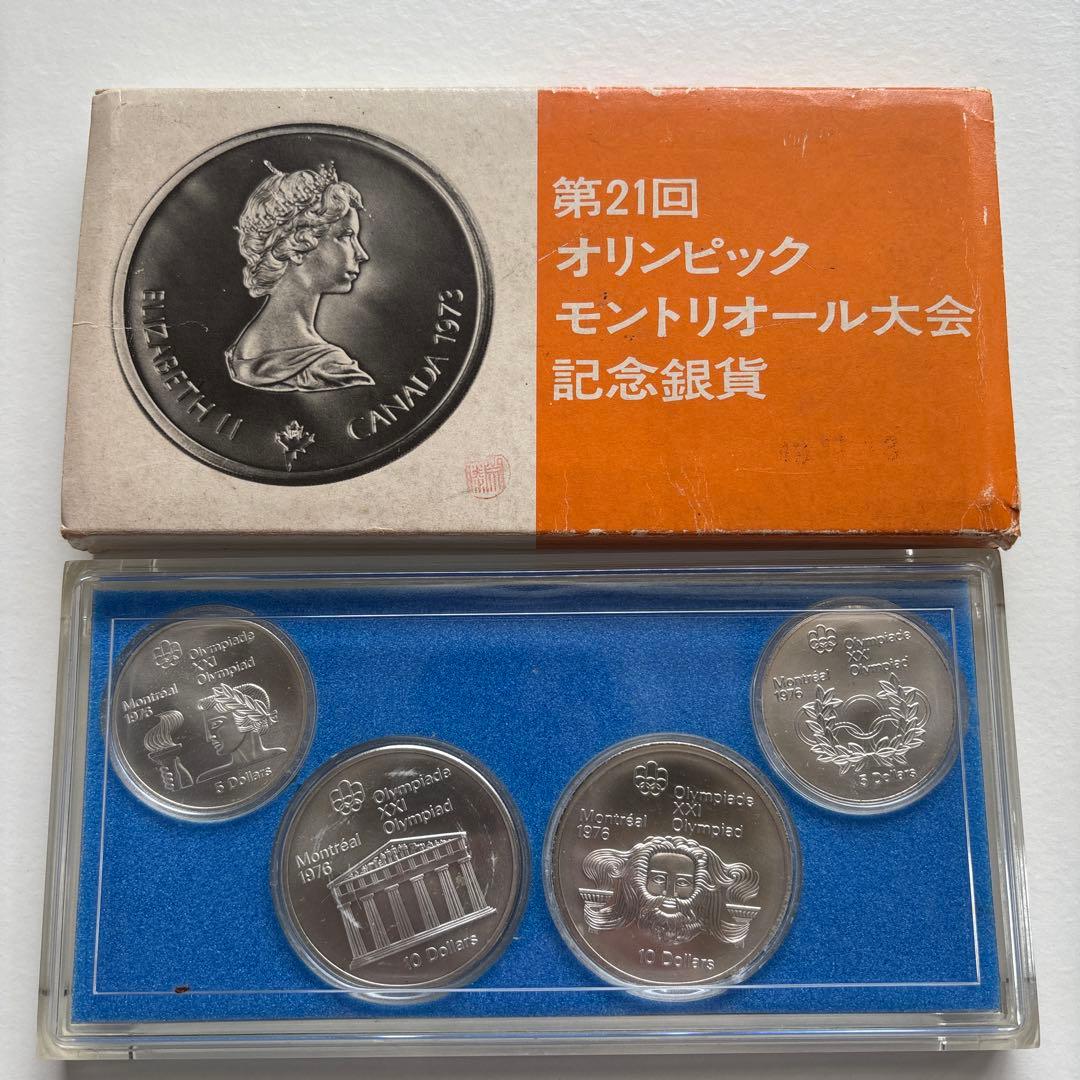 ELIZABETH II
CANADA 1973
第21回
オリンピック
モントリオール大会
記念銀貨
Olympiade
XXI
Olympiad
Montréal
1976
5 Dollars
Olympiade
XXI
Olympiad
Montréal
1976
10 Dollars
Olympiade
XXI
Olympiad
Montréal
1976
10 Dollars
Olympiade
XXI
Olympiad
Montréal
1976
5 Dollars